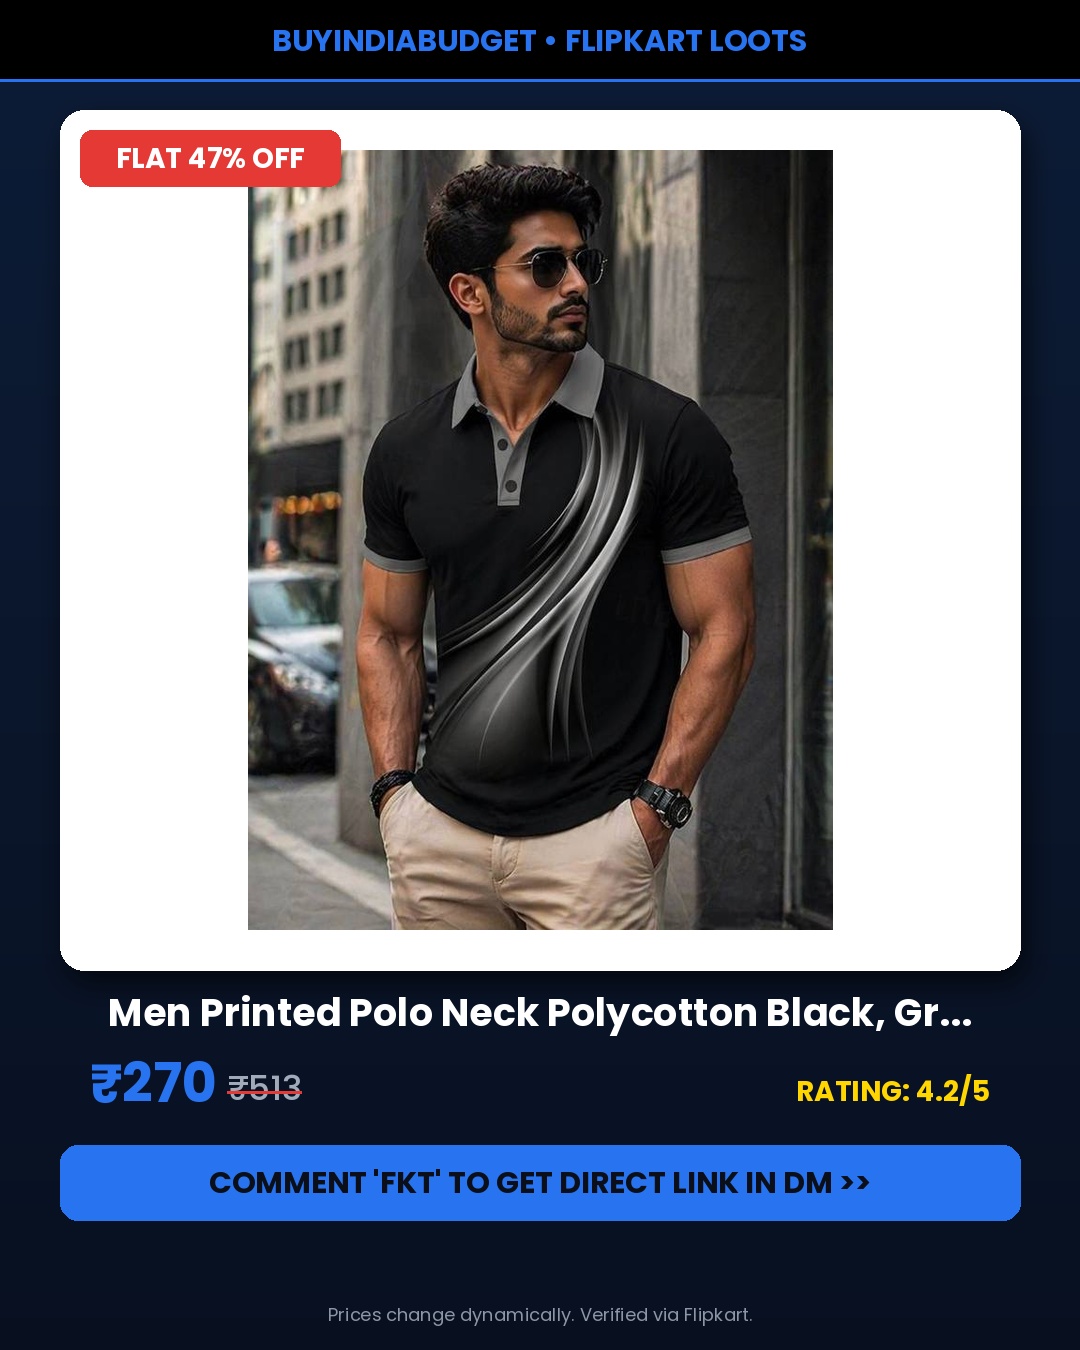 BUYINDIABUDGET • FLIPKART LOOTS
FLAT 47% OFF
Men Printed Polo Neck Polycotton Black, Gr...
₹270 ₹513
RATING: 4.2/5
COMMENT 'FKT' TO GET DIRECT LINK IN DM >>
Prices change dynamically. Verified via Flipkart.